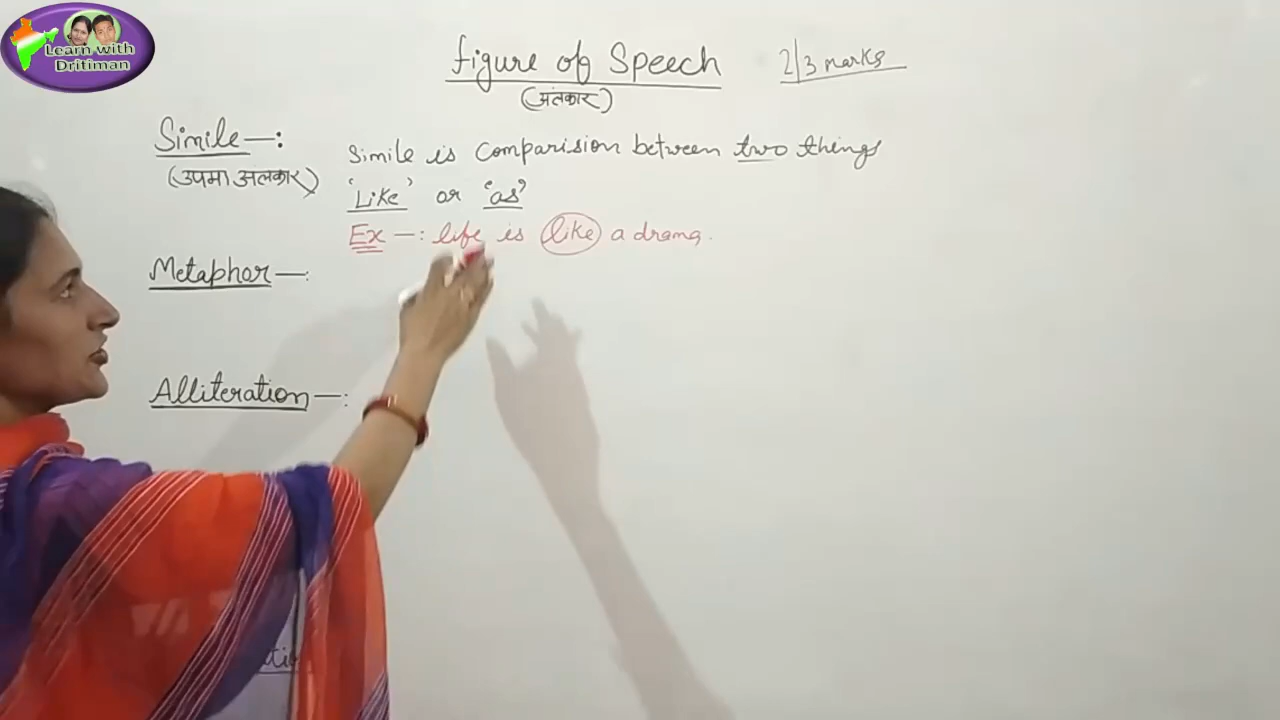 Learn with
Dritiman
figure of Speech
2/3 marks
(अलंकार)
Simile—:
(उपमा अलंकार)
Simile is comparision between two things
'Like' or 'as'
Ex—: life is like a drama.
Metaphor—:
Alliteration—: